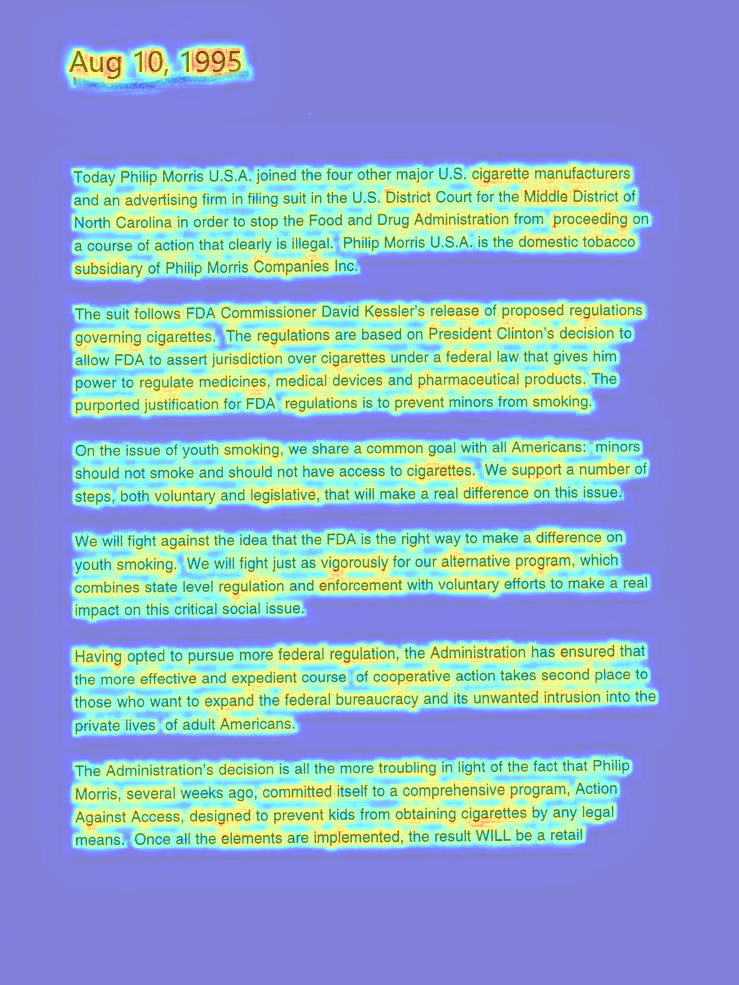 Aug 10, 1995
Today Philip Morris U.S.A. joined the four other major U.S. cigarette manufacturers
and an advertising firm in filing suit in the U.S. District Court for the Middle District of
North Carolina in order to stop the Food and Drug Administration from proceeding on
a course of action that clearly is illegal. Philip Morris U.S.A. is the domestic tobacco
subsidiary of Philip Morris Companies Inc.
The suit follows FDA Commissioner David Kessler's release of proposed regulations
governing cigarettes. The regulations are based on President Clinton's decision to
allow FDA to assert jurisdiction over cigarettes under a federal law that gives him
power to regulate medicines, medical devices and pharmaceutical products. The
purported justification for FDA regulations is to prevent minors from smoking.
On the issue of youth smoking, we share a common goal with all Americans: minors
should not smoke and should not have access to cigarettes. We support a number of
steps, both voluntary and legislative, that will make a real difference on this issue.
We will fight against the idea that the FDA is the right way to make a difference on
youth smoking. We will fight just as vigorously for our alternative program, which
combines state level regulation and enforcement with voluntary efforts to make a real
impact on this critical social issue.
Having opted to pursue more federal regulation, the Administration has ensured that
the more effective and expedient course of cooperative action takes second place to
those who want to expand the federal bureaucracy and its unwanted intrusion into the
private lives of adult Americans.
The Administration's decision is all the more troubling in light of the fact that Philip
Morris, several weeks ago, committed itself to a comprehensive program, Action
Against Access, designed to prevent kids from obtaining cigarettes by any legal
means. Once all the elements are implemented, the result WILL be a retail